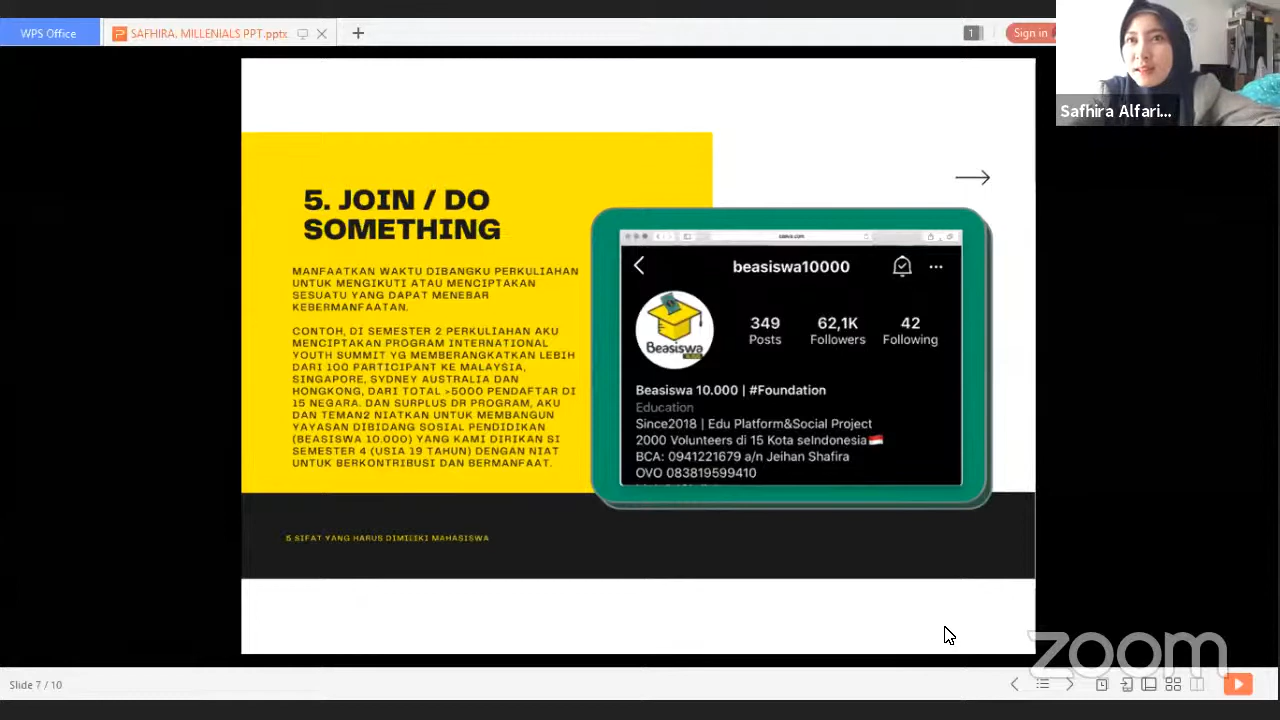 WPS Office
SAFHIRA, MILLENIALS PPT.pptx
1
Sign in
Safhira Alfari...
5. JOIN / DO
SOMETHING
MANFAATKAN WAKTU DIBANGKU PERKULIAHAN
UNTUK MENGIKUTI ATAU MENCIPTAKAN
SESUATU YANG DAPAT MENEBAR
KEBERMANFAATAN.
CONTOH, DI SEMESTER 2 PERKULIAHAN AKU
MENCIPTAKAN PROGRAM INTERNATIONAL
YOUTH SUMMIT YG MEMBERANGKATKAN LEBIH
DARI 100 PARTICIPANT KE MALAYSIA,
SINGAPORE, SYDNEY AUSTRALIA DAN
HONGKONG, DARI TOTAL >5000 PENDAFTAR DI
15 NEGARA. DAN SURPLUS DR PROGRAM, AKU
DAN TEMAN2 NIATKAN UNTUK MEMBANGUN
YAYASAN DIBIDANG SOSIAL PENDIDIKAN
(BEASISWA 10.000) YANG KAMI DIRIKAN SI
SEMESTER 4 (USIA 19 TAHUN) DENGAN NIAT
UNTUK BERKONTRIBUSI DAN BERMANFAAT.
beasiswa10000
Beasiswa
349 62,1K 42
Posts Followers Following
Beasiswa 10.000 | #Foundation
Education
Since2018 | Edu Platform&Social Project
2000 Volunteers di 15 Kota seIndonesia🇮🇩
BCA: 0941221679 a/n Jeihan Shafira
OVO 083819599410
5 SIFAT YANG HARUS DIMILIKI MAHASISWA
zoom
Slide 7 / 10